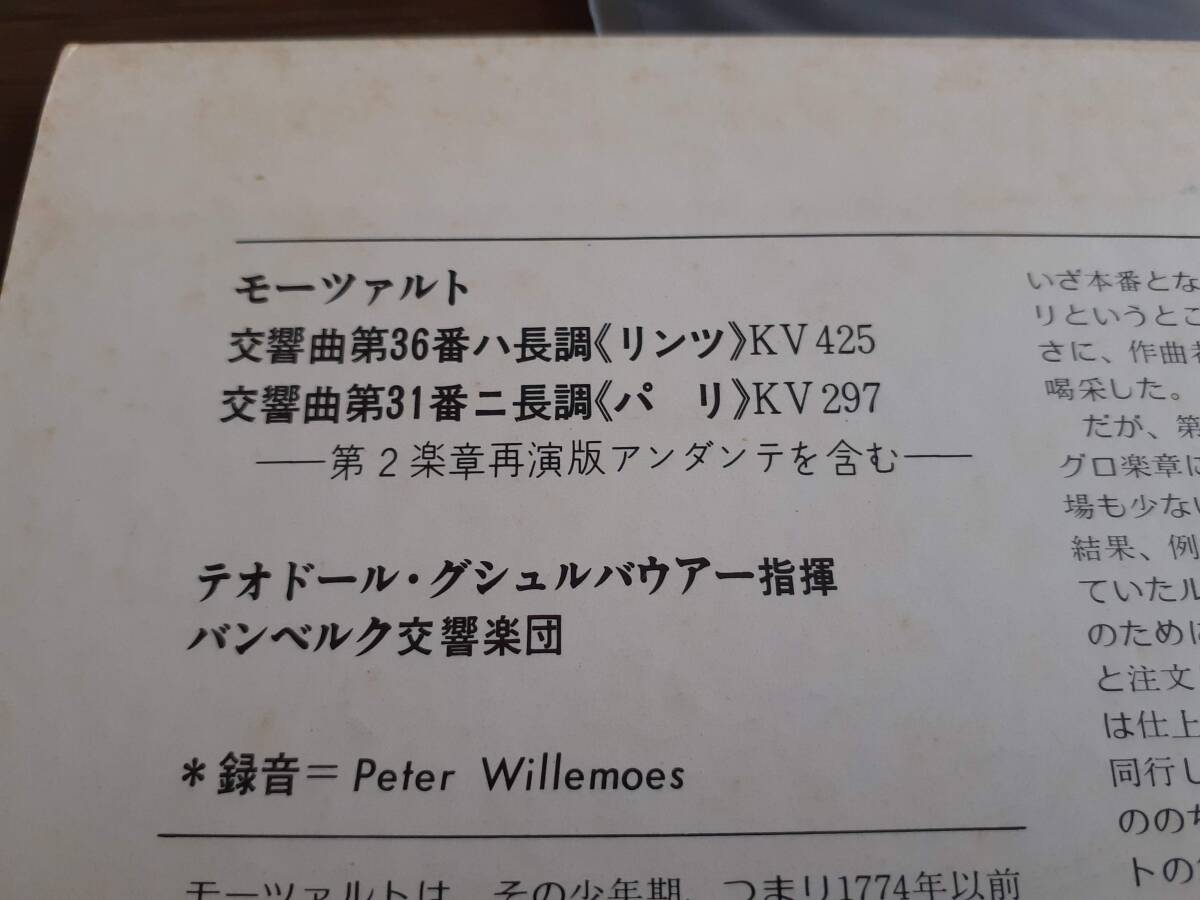 モーツァルト
交響曲第36番ハ長調《リンツ》KV425
交響曲第31番ニ長調《パ リ》KV297
――第2楽章再演版アンダンテを含む――
テオドール・グシュルバウアー指揮
バンベルク交響楽団
*録音=Peter Willemoes
モーツァルトは、その少年期、つまり1774年以前
いざ本番とな
リというとこ
さに、作曲者
喝采した。
だが、第
グロ楽章に
場も少ない
結果、例
ていたル
のために
と注文
は仕上
同行し
ののち
トの